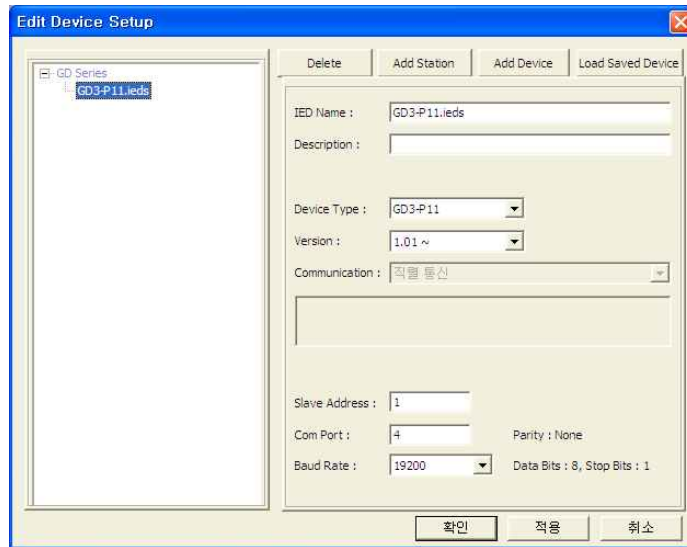 Edit Device Setup
GD Series
GD3-P11.ieds
Delete
Add Station
Add Device
Load Saved Device
IED Name : GD3-P11.ieds
Description :
Device Type : GD3-P11
Version : 1.01 ~
Communication : 직렬 통신
Slave Address : 1
Com Port : 4 Parity : None
Baud Rate : 19200 Data Bits : 8, Stop Bits : 1
확인 적용 취소